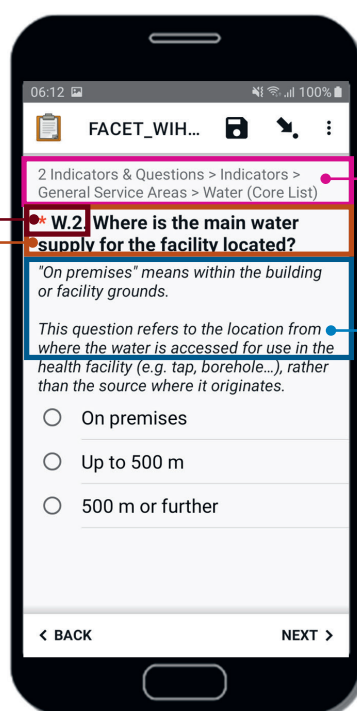 06:12 100%
FACET_WIH...
2 Indicators & Questions > Indicators >
General Service Areas > Water (Core List)
* W.2. Where is the main water
supply for the facility located?
"On premises" means within the building
or facility grounds.
This question refers to the location from
where the water is accessed for use in the
health facility (e.g. tap, borehole…), rather
than the source where it originates.
On premises
Up to 500 m
500 m or further
< BACK NEXT >